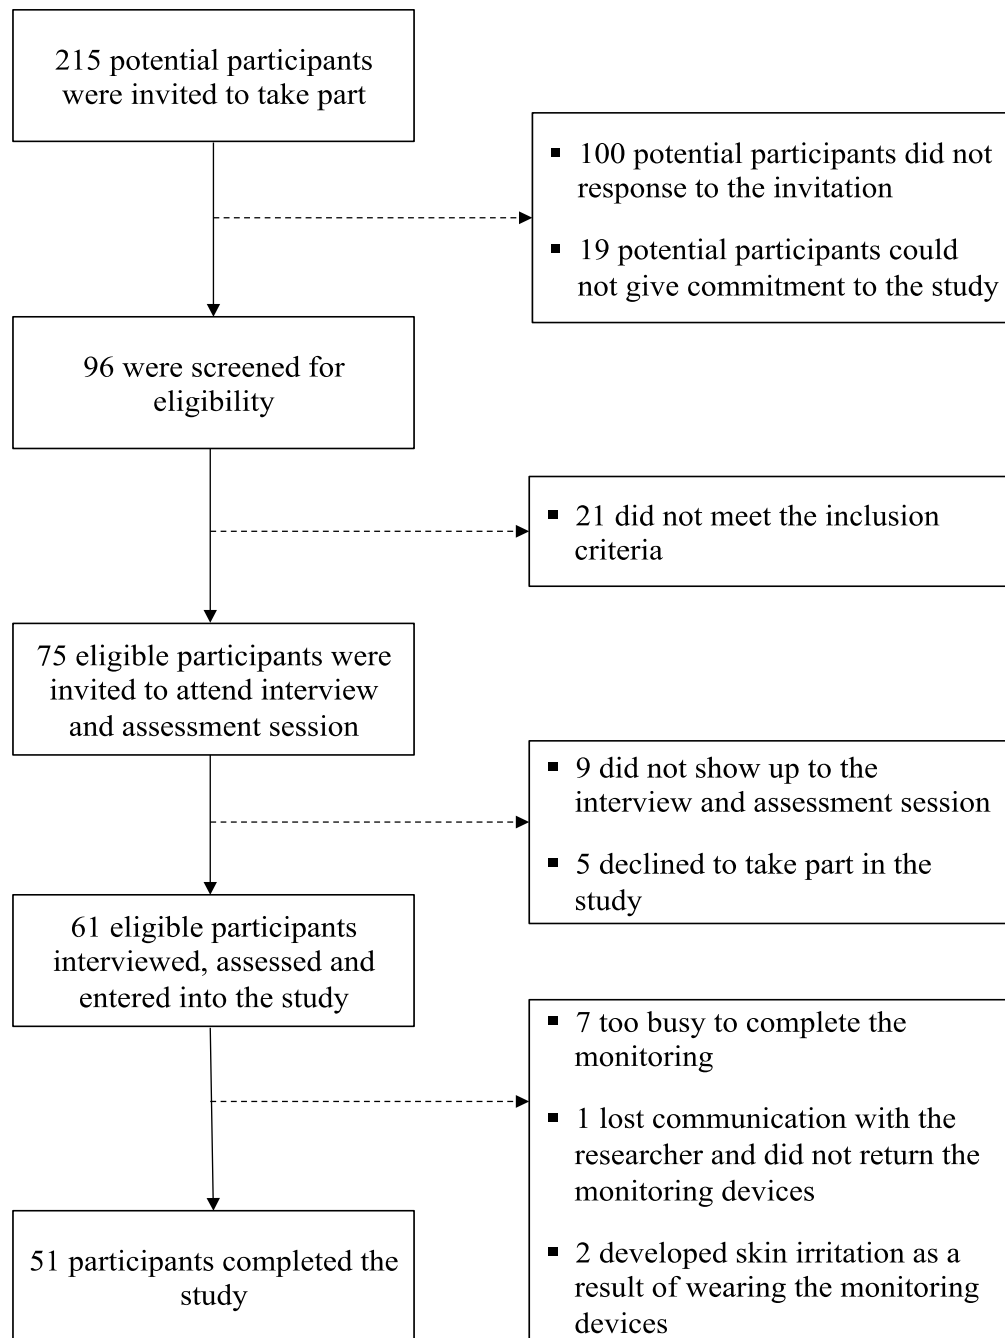 215 potential participants
were invited to take part
▪ 100 potential participants did not
response to the invitation
▪ 19 potential participants could
not give commitment to the study
96 were screened for
eligibility
▪ 21 did not meet the inclusion
criteria
75 eligible participants were
invited to attend interview
and assessment session
▪ 9 did not show up to the
interview and assessment session
▪ 5 declined to take part in the
study
61 eligible participants
interviewed, assessed and
entered into the study
▪ 7 too busy to complete the
monitoring
▪ 1 lost communication with the
researcher and did not return the
monitoring devices
▪ 2 developed skin irritation as a
result of wearing the monitoring
devices
51 participants completed the
study